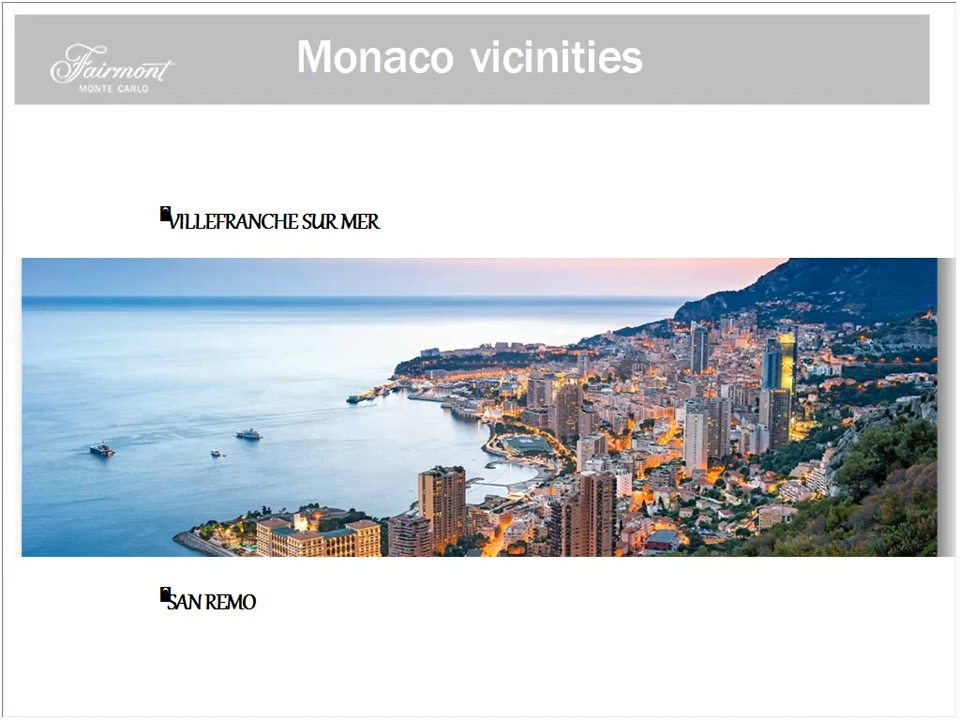 Fairmont
MONTE CARLO
Monaco vicinities
VILLEFRANCHE SUR MER
SAN REMO